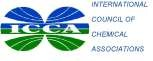 ICCA
INTERNATIONAL
COUNCIL OF
CHEMICAL
ASSOCIATIONS